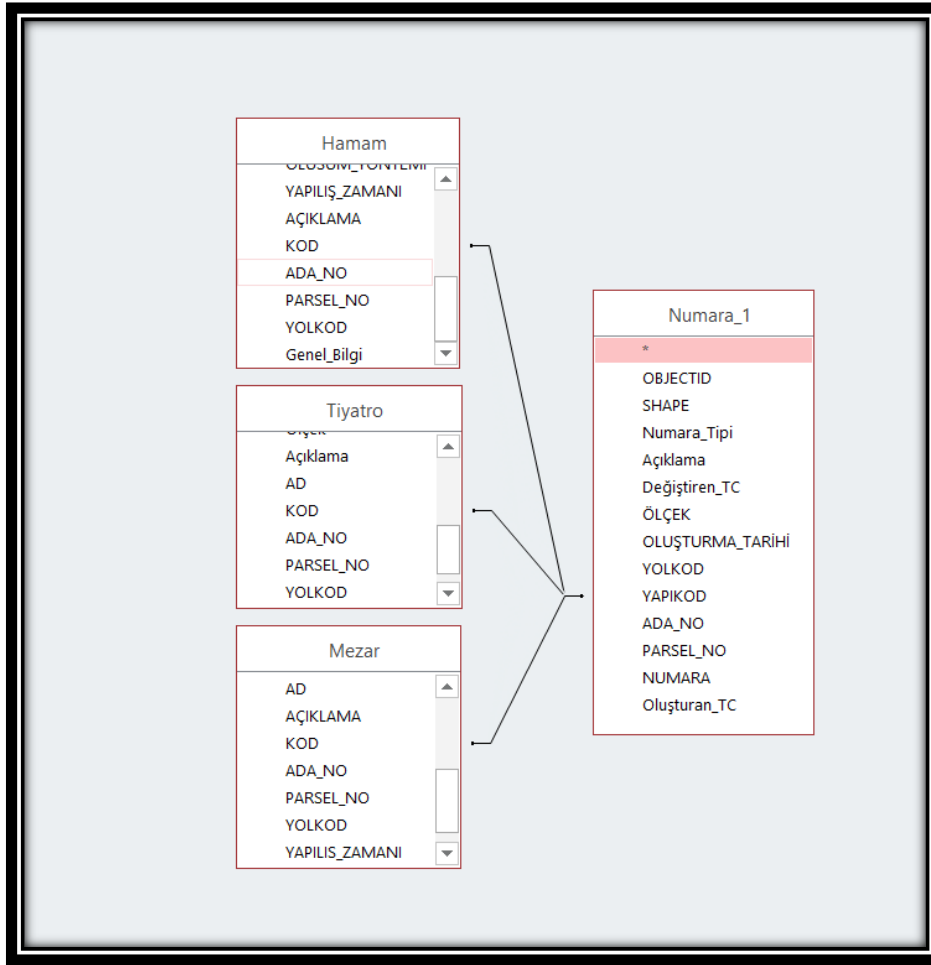 Hamam
OLUSUM_YÖNTEMİ
YAPILIŞ_ZAMANI
AÇIKLAMA
KOD
ADA_NO
PARSEL_NO
YOLKOD
Genel_Bilgi
Tiyatro
Ölçek
Açıklama
AD
KOD
ADA_NO
PARSEL_NO
YOLKOD
Mezar
AD
AÇIKLAMA
KOD
ADA_NO
PARSEL_NO
YOLKOD
YAPILIS_ZAMANI
Numara_1
*
OBJECTID
SHAPE
Numara_Tipi
Açıklama
Değiştiren_TC
ÖLÇEK
OLUŞTURMA_TARİHİ
YOLKOD
YAPIKOD
ADA_NO
PARSEL_NO
NUMARA
Oluşturan_TC